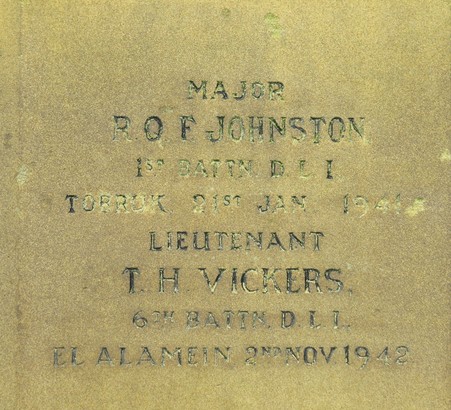 MAJOR
R.O.F. JOHNSTON
1ST BATTN. D.L.I.
TOBRUK 21ST JAN. 1941
LIEUTENANT
T. H. VICKERS.
6TH BATTN. D.L.I.
EL ALAMEIN 2ND NOV 1942